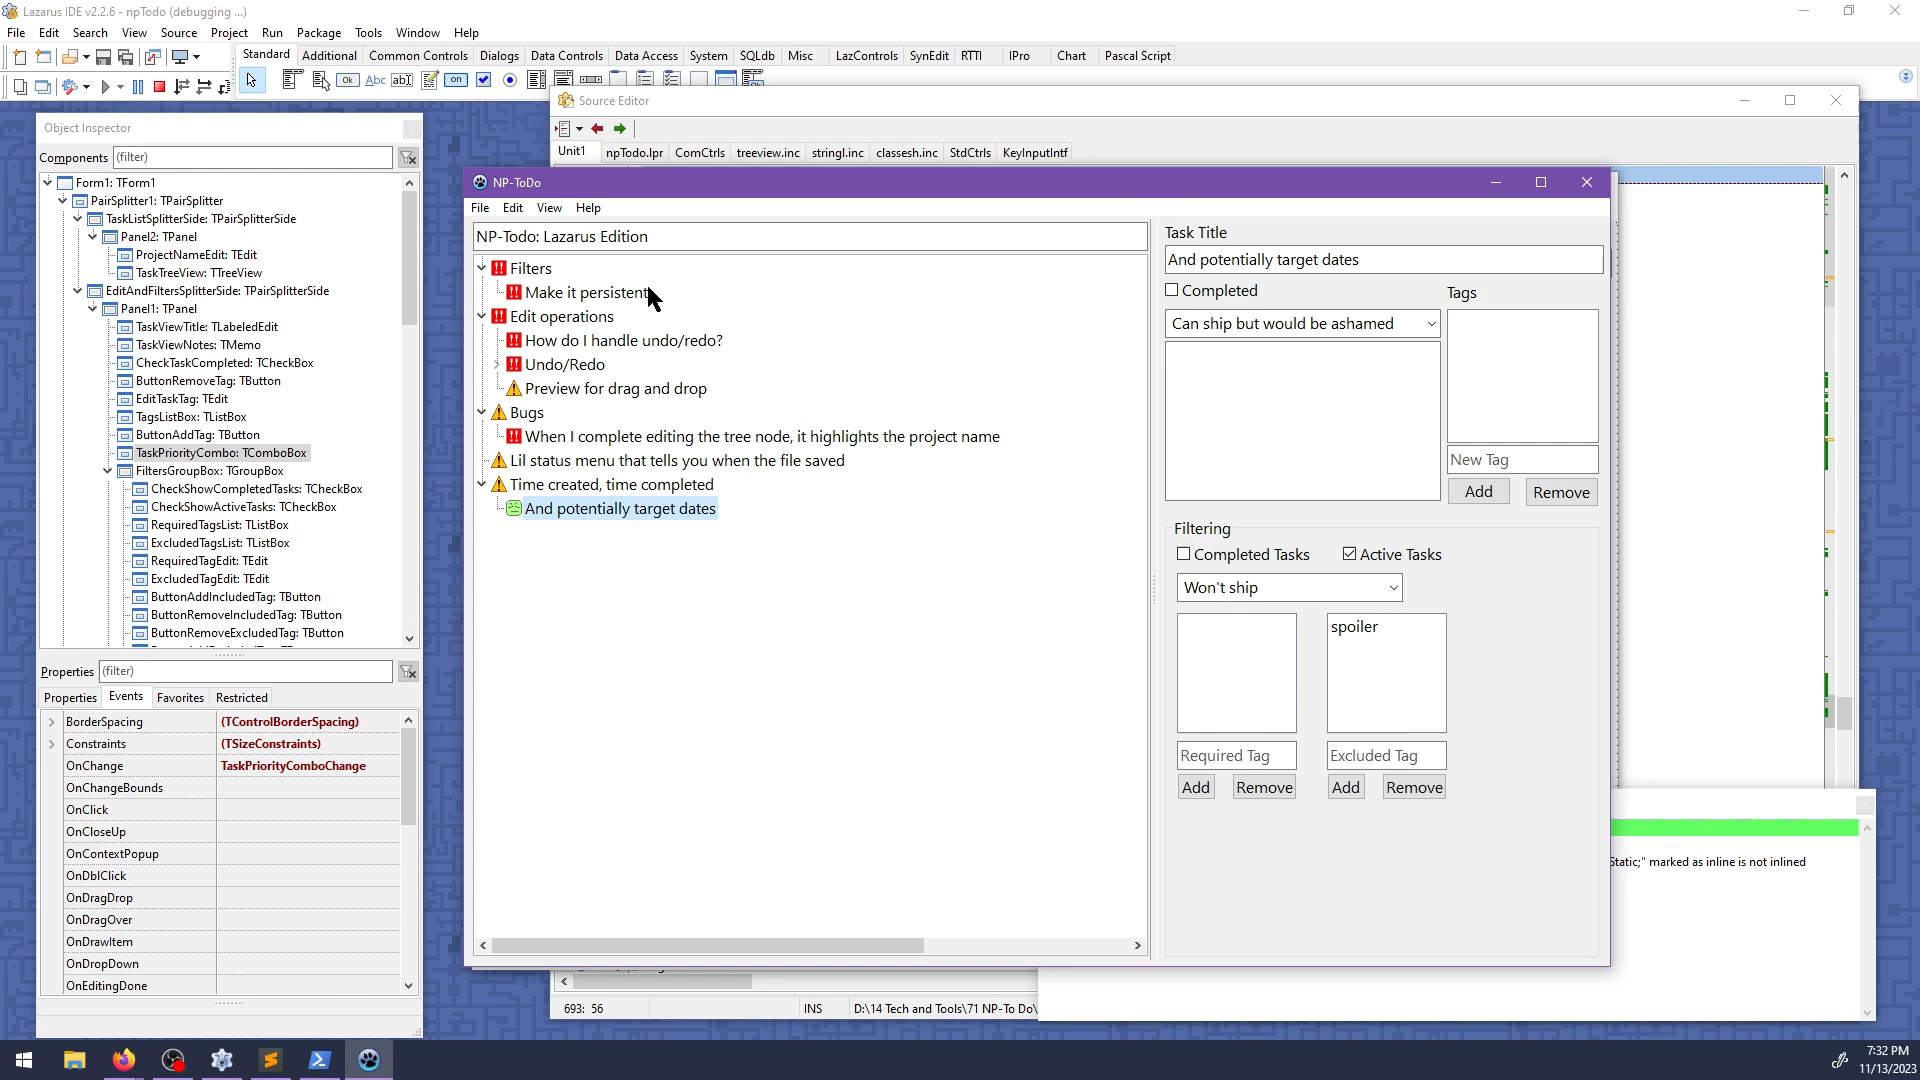 Lazarus IDE v2.2.6 - npTodo (debugging ...)
File Edit Search View Source Project Run Package Tools Window Help
Standard Additional Common Controls Dialogs Data Controls Data Access System SQLdb Misc LazControls SynEdit RTTI IPro Chart Pascal Script
Ok Abc ab on
Object Inspector
Components (filter)
Form1: TForm1
PairSplitter1: TPairSplitter
TaskListSplitterSide: TPairSplitterSide
Panel2: TPanel
ProjectNameEdit: TEdit
TaskTreeView: TTreeView
EditAndFiltersSplitterSide: TPairSplitterSide
Panel1: TPanel
TaskViewTitle: TLabeledEdit
TaskViewNotes: TMemo
CheckTaskCompleted: TCheckBox
ButtonRemoveTag: TButton
EditTaskTag: TEdit
TagsListBox: TListBox
ButtonAddTag: TButton
TaskPriorityCombo: TComboBox
FiltersGroupBox: TGroupBox
CheckShowCompletedTasks: TCheckBox
CheckShowActiveTasks: TCheckBox
RequiredTagsList: TListBox
ExcludedTagsList: TListBox
RequiredTagEdit: TEdit
ExcludedTagEdit: TEdit
ButtonAddIncludedTag: TButton
ButtonRemoveIncludedTag: TButton
ButtonRemoveExcludedTag: TButton
Properties (filter)
Properties Events Favorites Restricted
BorderSpacing (TControlBorderSpacing)
Constraints (TSizeConstraints)
OnChange TaskPriorityComboChange
OnChangeBounds
OnClick
OnCloseUp
OnContextPopup
OnDblClick
OnDragDrop
OnDragOver
OnDrawItem
OnDropDown
OnEditingDone
Source Editor
Unit1 npTodo.lpr ComCtrls treeview.inc stringl.inc classesh.inc StdCtrls KeyInputIntf
NP-ToDo
File Edit View Help
NP-Todo: Lazarus Edition
Filters
Make it persistent
Edit operations
How do I handle undo/redo?
Undo/Redo
Preview for drag and drop
Bugs
When I complete editing the tree node, it highlights the project name
Lil status menu that tells you when the file saved
Time created, time completed
And potentially target dates
Task Title
And potentially target dates
Completed
Tags
Can ship but would be ashamed
New Tag
Add Remove
Filtering
Completed Tasks Active Tasks
Won't ship
spoiler
Required Tag Excluded Tag
Add Remove Add Remove
Static;" marked as inline is not inlined
693: 56 INS D:\14 Tech and Tools\71 NP-To Do\
7:32 PM
11/13/2023